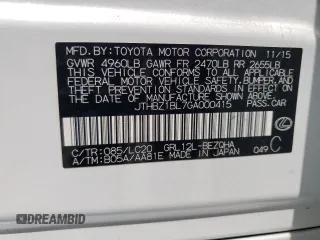 MFD. BY: TOYOTA MOTOR CORPORATION 11/15
GVWR 4960LB GAWR FR 2470LB RR 2655LB
THIS VEHICLE CONFORMS TO ALL APPLICABLE
FEDERAL MOTOR VEHICLE SAFETY, BUMPER, AND
THEFT PREVENTION STANDARDS IN EFFECT ON
THE DATE OF MANUFACTURE SHOWN ABOVE.
JTHBZ1BL7GA000415 PASS. CAR
C/TR: 085/LC20 GRL12L-BEZQHA
A/TM: B05A/AA81E MADE IN JAPAN 049 C
© AutoBidMaster